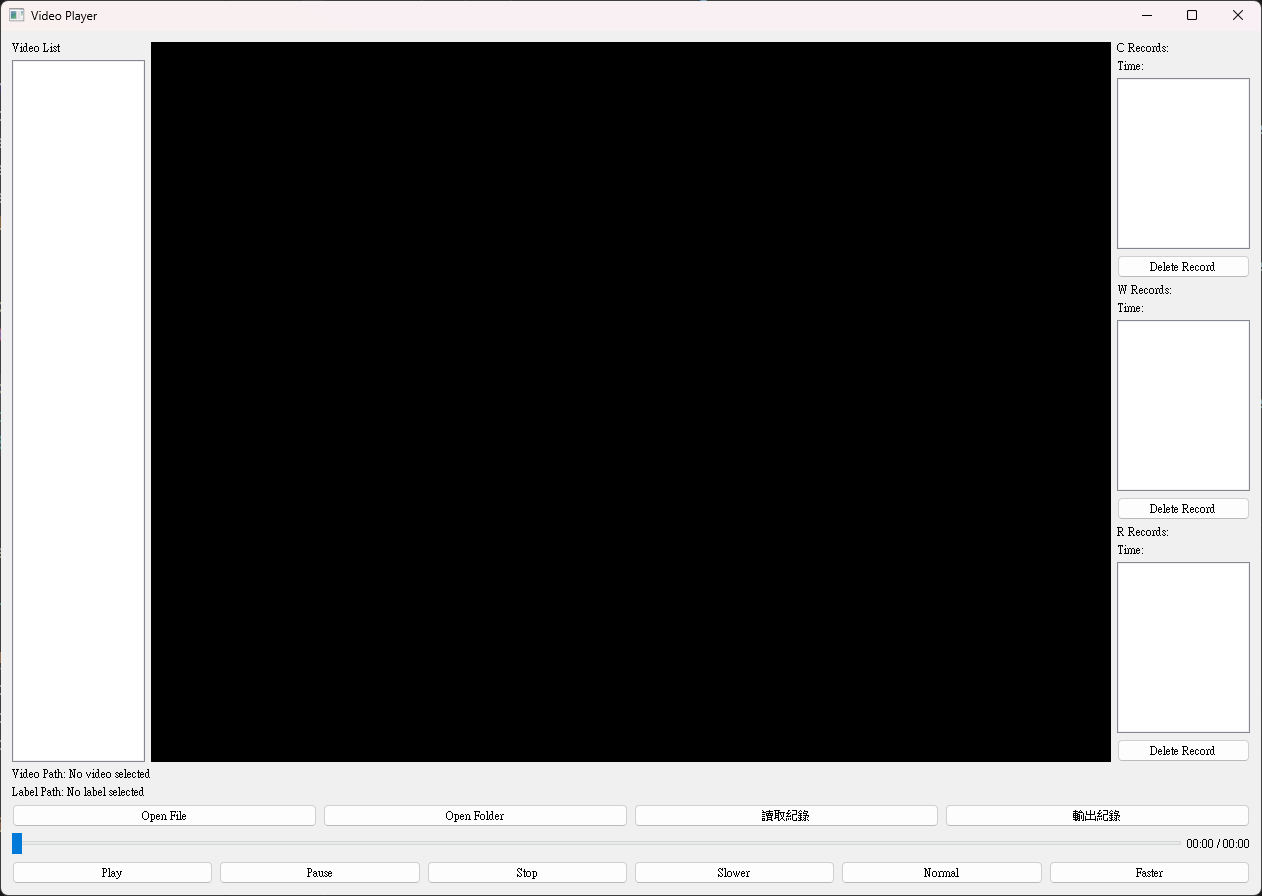 Video Player
Video List
C Records:
Time:
Delete Record
W Records:
Time:
Delete Record
R Records:
Time:
Delete Record
Video Path: No video selected
Label Path: No label selected
Open File Open Folder 讀取紀錄 輸出紀錄
00:00 / 00:00
Play Pause Stop Slower Normal Faster